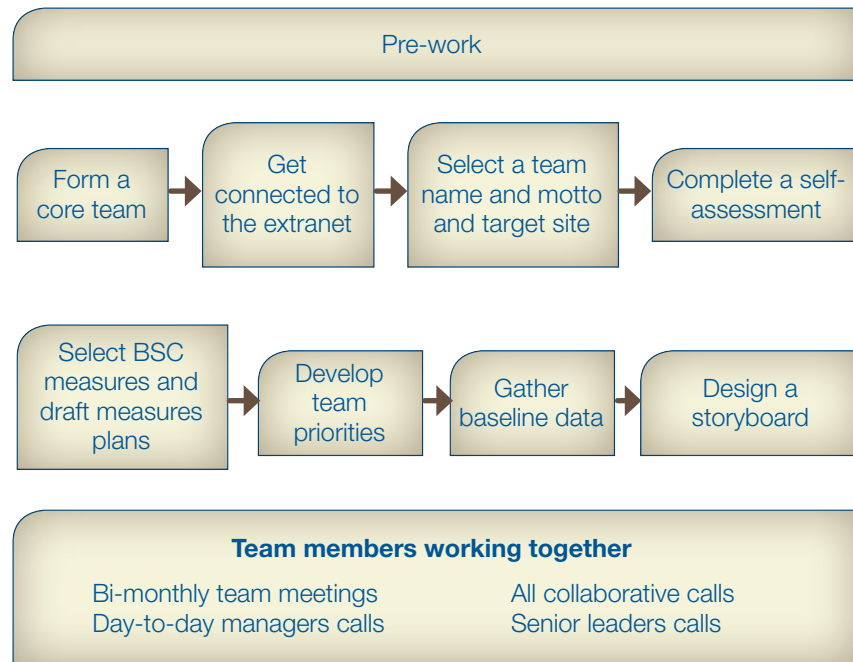 Pre-work
Form a
core team
Get
connected to
the extranet
Select a team
name and motto
and target site
Complete a self-
assessment
Select BSC
measures and
draft measures
plans
Develop
team
priorities
Gather
baseline data
Design a
storyboard
Team members working together
Bi-monthly team meetings
Day-to-day managers calls
All collaborative calls
Senior leaders calls